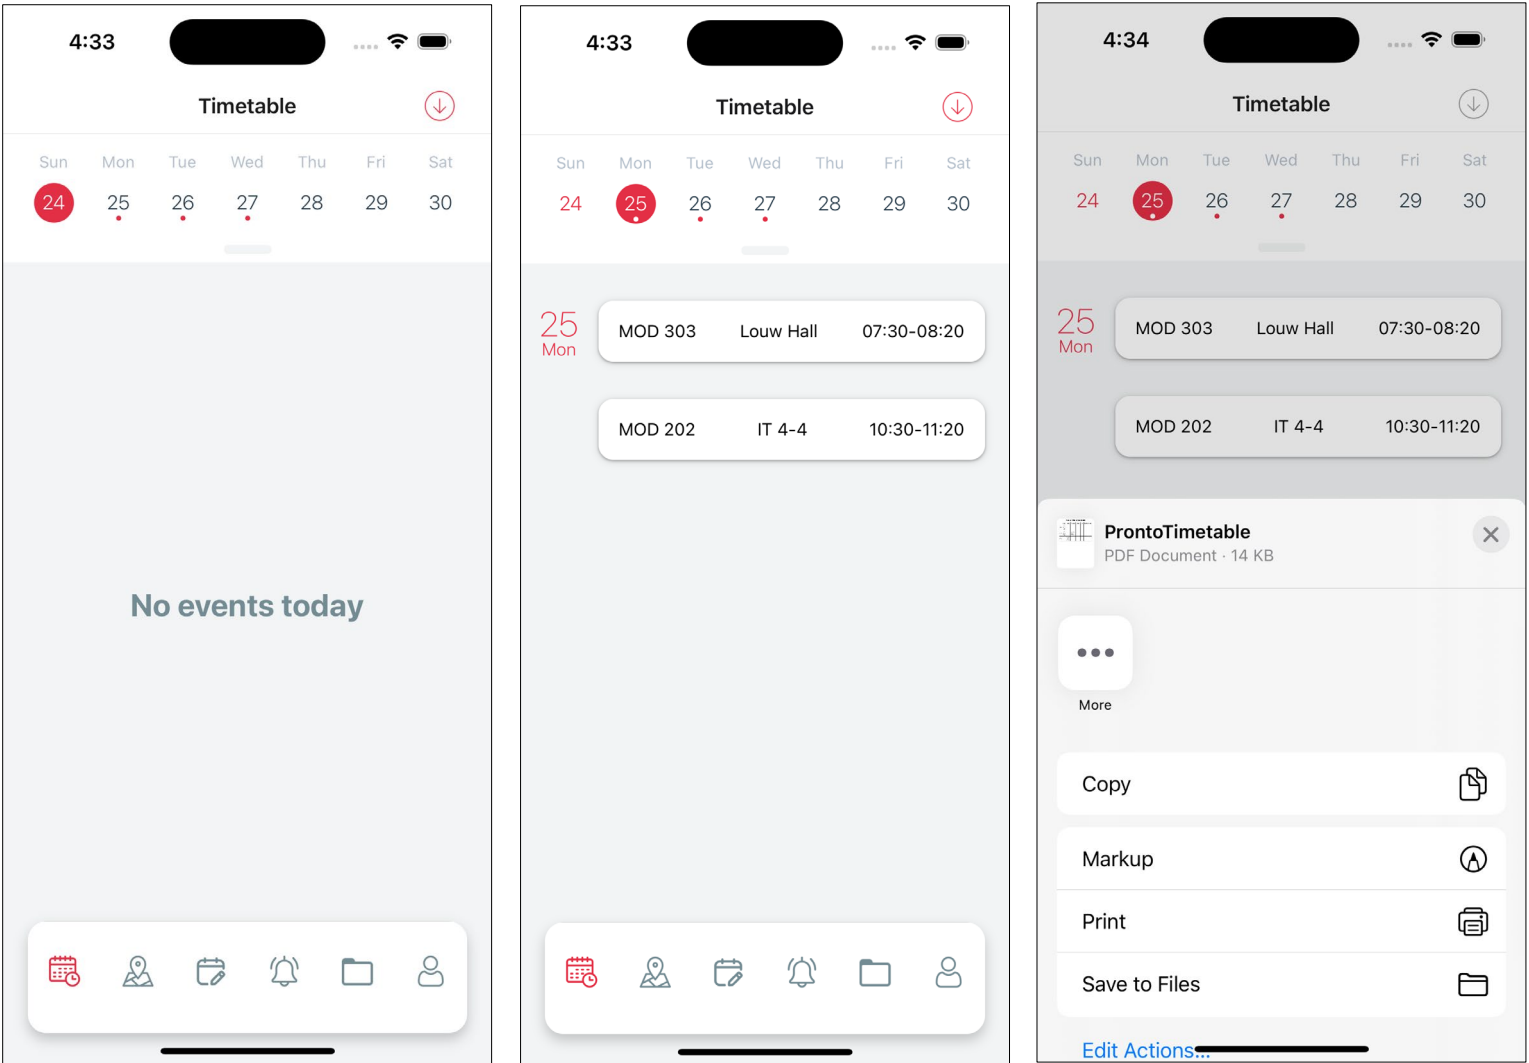 4:33
Timetable
Sun Mon Tue Wed Thu Fri Sat
24 25 26 27 28 29 30
No events today
4:33
Timetable
Sun Mon Tue Wed Thu Fri Sat
24 25 26 27 28 29 30
25
Mon
MOD 303 Louw Hall 07:30-08:20
MOD 202 IT 4-4 10:30-11:20
4:34
Timetable
Sun Mon Tue Wed Thu Fri Sat
24 25 26 27 28 29 30
25
Mon
MOD 303 Louw Hall 07:30-08:20
MOD 202 IT 4-4 10:30-11:20
ProntoTimetable
PDF Document · 14 KB
More
Copy
Markup
Print
Save to Files
Edit Actions...